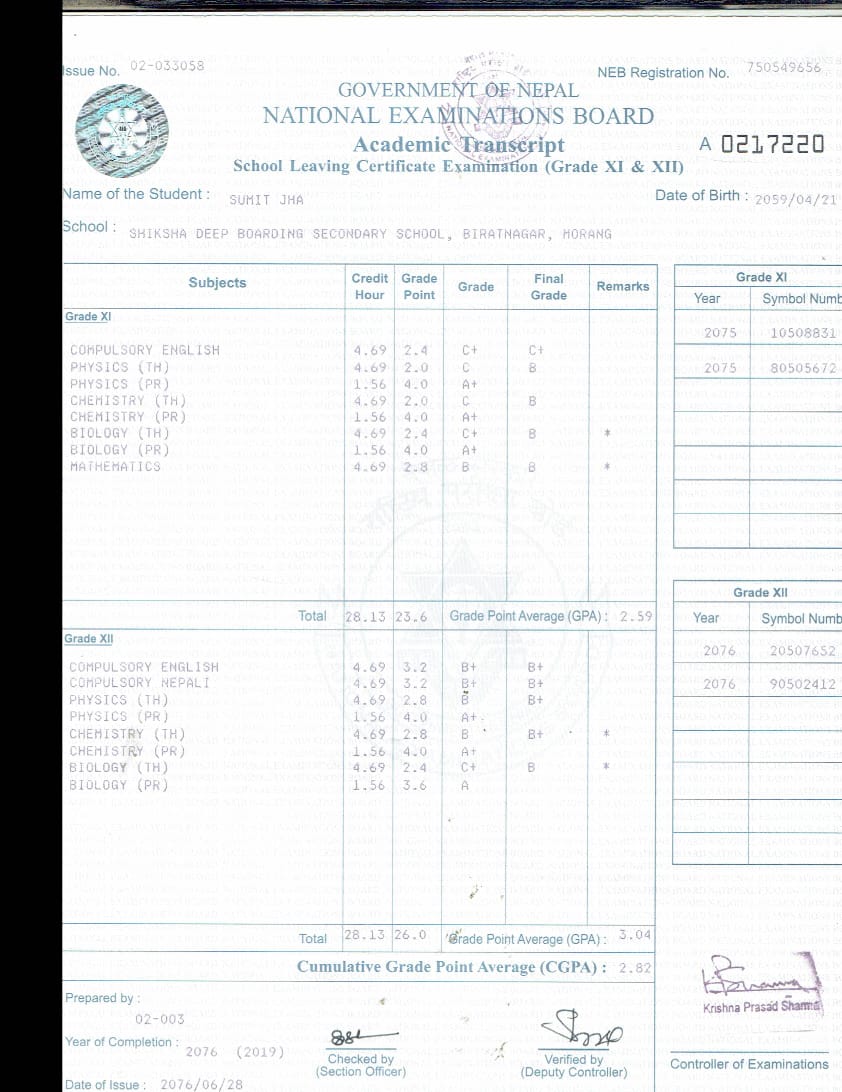 Issue No. 02-033058
NEB Registration No. 750549656
GOVERNMENT OF NEPAL
NATIONAL EXAMINATIONS BOARD
Academic Transcript
A 0217220
School Leaving Certificate Examination (Grade XI & XII)
Name of the Student : SUMIT JHA
Date of Birth : 2059/04/21
School : SHIKSHA DEEP BOARDING SECONDARY SCHOOL, BIRATNAGAR, MORANG
Subjects Credit Hour Grade Point Grade Final Grade Remarks
Grade XI
COMPULSORY ENGLISH 4.69 2.4 C+ C+
PHYSICS (TH) 4.69 2.0 C B
PHYSICS (PR) 1.56 4.0 A+
CHEMISTRY (TH) 4.69 2.0 C B
CHEMISTRY (PR) 1.56 4.0 A+
BIOLOGY (TH) 4.69 2.4 C+ B *
BIOLOGY (PR) 1.56 4.0 A+
MATHEMATICS 4.69 2.8 B B *
Total 28.13 23.6 Grade Point Average (GPA) : 2.59
Grade XII
COMPULSORY ENGLISH 4.69 3.2 B+ B+
COMPULSORY NEPALI 4.69 3.2 B+ B+
PHYSICS (TH) 4.69 2.8 B B+
PHYSICS (PR) 1.56 4.0 A+
CHEMISTRY (TH) 4.69 2.8 B B+ *
CHEMISTRY (PR) 1.56 4.0 A+
BIOLOGY (TH) 4.69 2.4 C+ B *
BIOLOGY (PR) 1.56 3.6 A
Total 28.13 26.0 Grade Point Average (GPA) : 3.04
Cumulative Grade Point Average (CGPA) : 2.82
Grade XI
Year Symbol Numb
2075 10508831
2075 80505672
Grade XII
Year Symbol Numb
2076 20507652
2076 90502412
Prepared by :
02-003
Year of Completion : 2076 (2019)
Date of Issue : 2076/06/28
Checked by
(Section Officer)
Verified by
(Deputy Controller)
Krishna Prasad Sharma
Controller of Examinations